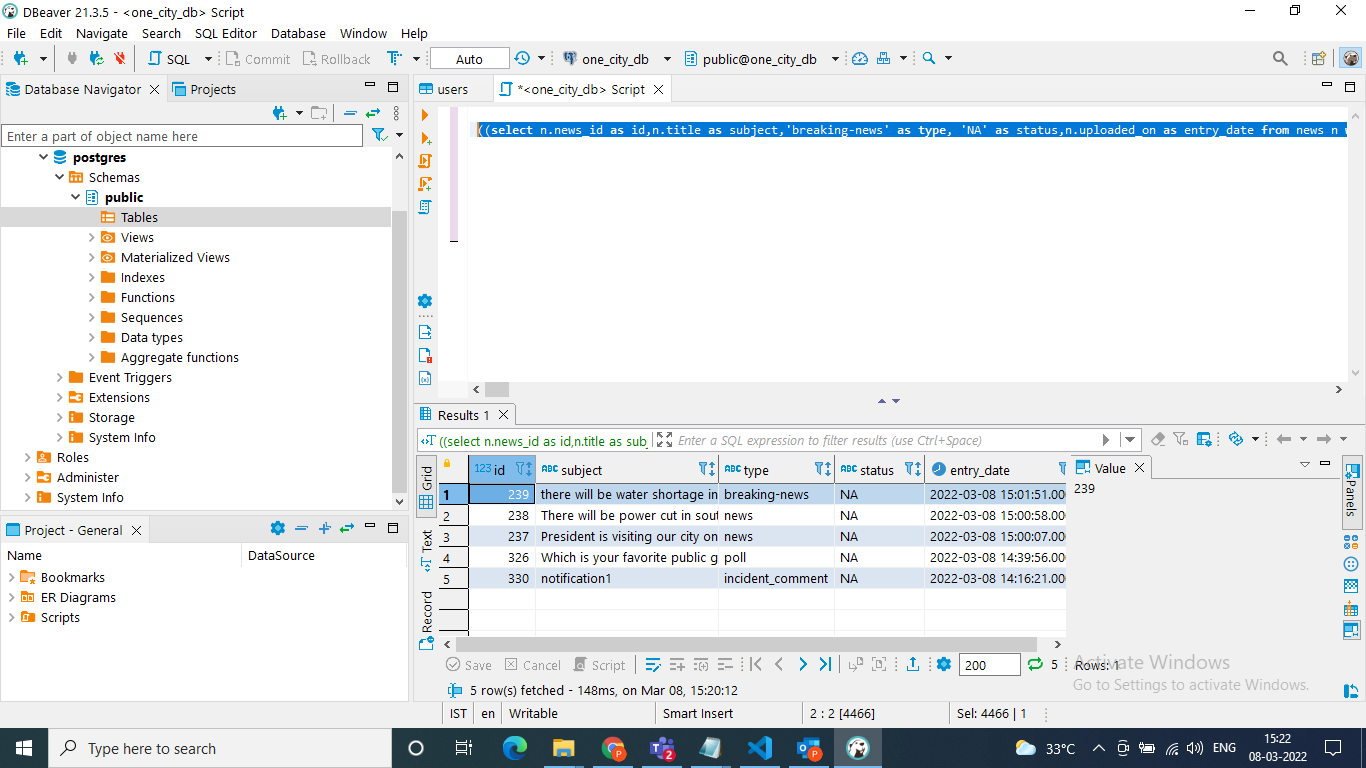 DBeaver 21.3.5 - <one_city_db> Script
File Edit Navigate Search SQL Editor Database Window Help
SQL Commit Rollback Auto one_city_db public@one_city_db
Database Navigator Projects
Enter a part of object name here
postgres
Schemas
public
Tables
Views
Materialized Views
Indexes
Functions
Sequences
Data types
Aggregate functions
Event Triggers
Extensions
Storage
System Info
Roles
Administer
System Info
Project - General
Name DataSource
Bookmarks
ER Diagrams
Scripts
users *<one_city_db> Script
((select n.news_id as id,n.title as subject,'breaking-news' as type, 'NA' as status,n.uploaded_on as entry_date from news n
Results 1
((select n.news_id as id,n.title as sub Enter a SQL expression to filter results (use Ctrl+Space)
Grid
Text
Record
123 id ABC subject ABC type ABC status entry_date
1 239 there will be water shortage in breaking-news NA 2022-03-08 15:01:51.00
2 238 There will be power cut in sout news NA 2022-03-08 15:00:58.00
3 237 President is visiting our city on news NA 2022-03-08 15:00:07.00
4 326 Which is your favorite public g poll NA 2022-03-08 14:39:56.00
5 330 notification1 incident_comment NA 2022-03-08 14:16:21.00
Value
239
Panels
Save Cancel Script 200 5 Rows: 1
5 row(s) fetched - 148ms, on Mar 08, 15:20:12
Activate Windows
Go to Settings to activate Windows.
IST en Writable Smart Insert 2 : 2 [4466] Sel: 4466 | 1
Type here to search
2
33°C ENG
15:22
08-03-2022